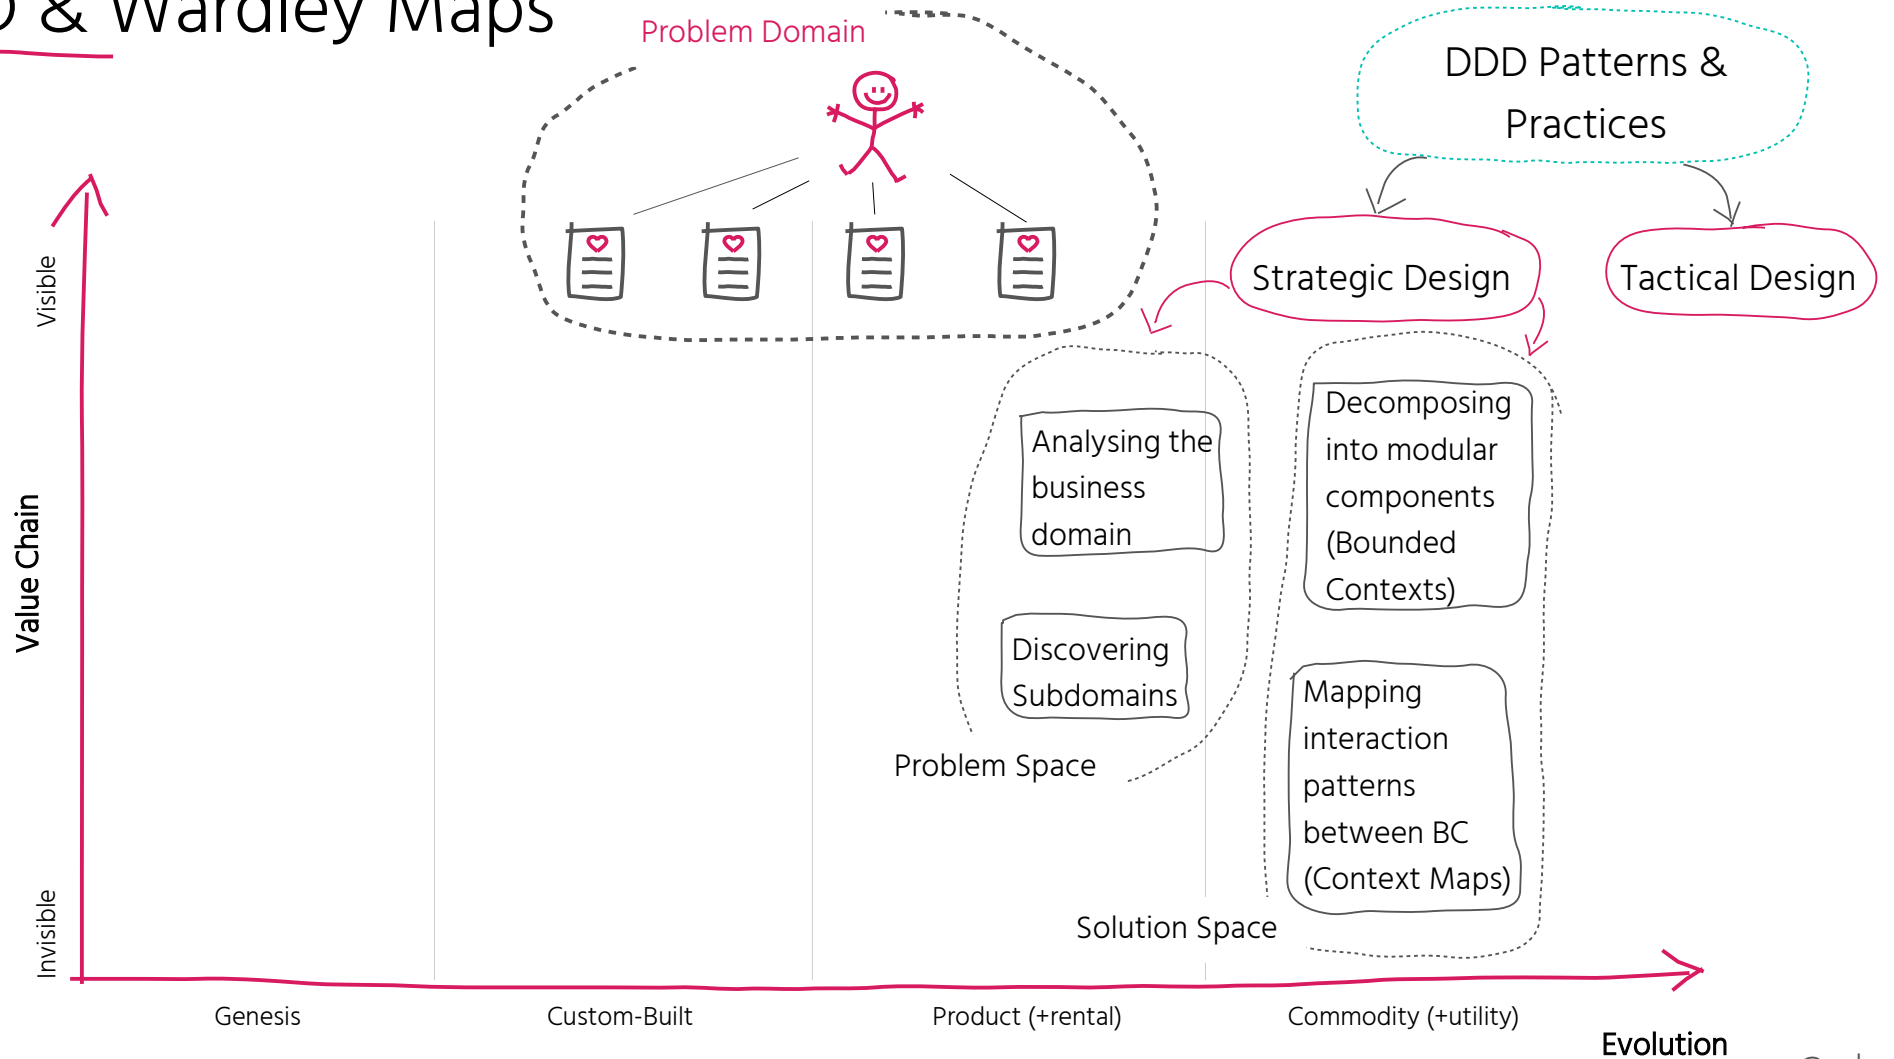 & Wardley Maps
Problem Domain
DDD Patterns &
Practices
Strategic Design
Tactical Design
Visible
Value Chain
Invisible
Analysing the
business
domain
Discovering
Subdomains
Problem Space
Decomposing
into modular
components
(Bounded
Contexts)
Mapping
interaction
patterns
between BC
(Context Maps)
Solution Space
Genesis
Custom-Built
Product (+rental)
Commodity (+utility)
Evolution